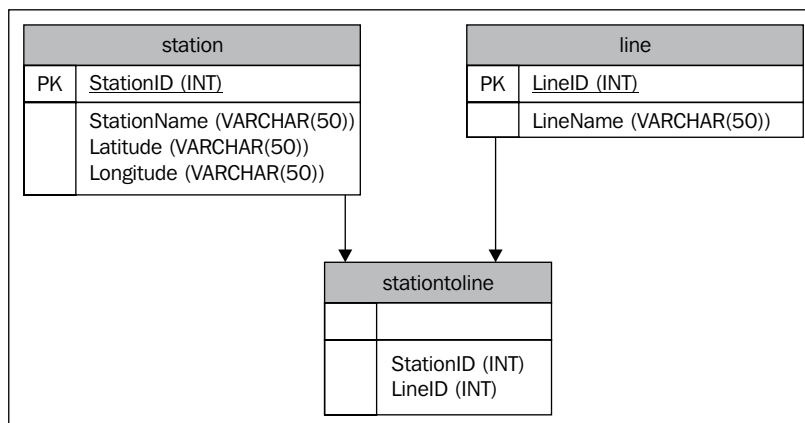 station
PK StationID (INT)
StationName (VARCHAR(50))
Latitude (VARCHAR(50))
Longitude (VARCHAR(50))
line
PK LineID (INT)
LineName (VARCHAR(50))
stationtoline
StationID (INT)
LineID (INT)